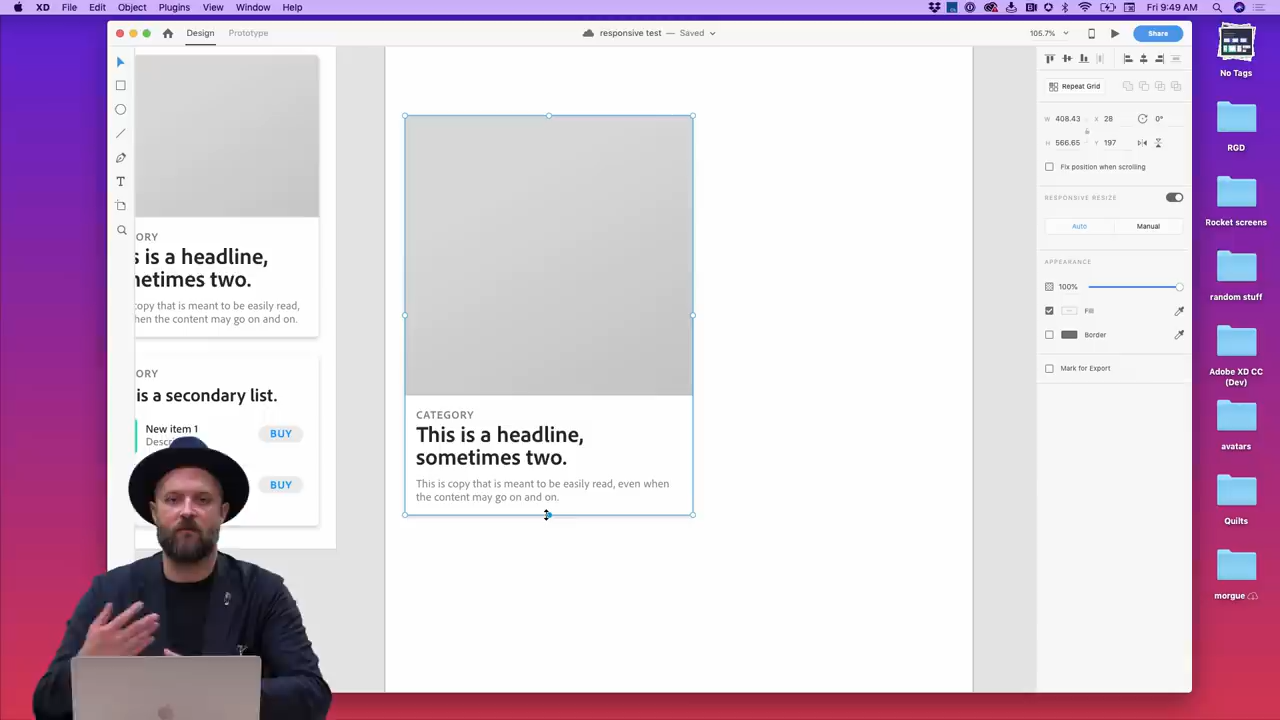 XD File Edit Object Plugins View Window Help
Fri 9:49 AM
Design Prototype
responsive test — Saved
105.7%
Share
ORY
s is a headline,
netimes two.
copy that is meant to be easily read,
hen the content may go on and on.
ORY
is a secondary list.
New item 1
Descri
BUY
BUY
CATEGORY
This is a headline,
sometimes two.
This is copy that is meant to be easily read, even when
the content may go on and on.
Repeat Grid
W 408.43 X 28 0°
H 566.65 Y 197
Fix position when scrolling
RESPONSIVE RESIZE
Auto Manual
APPEARANCE
100%
Fill
Border
Mark for Export
No Tags
RGD
Rocket screens
random stuff
Adobe XD CC
(Dev)
avatars
Quilts
morgue